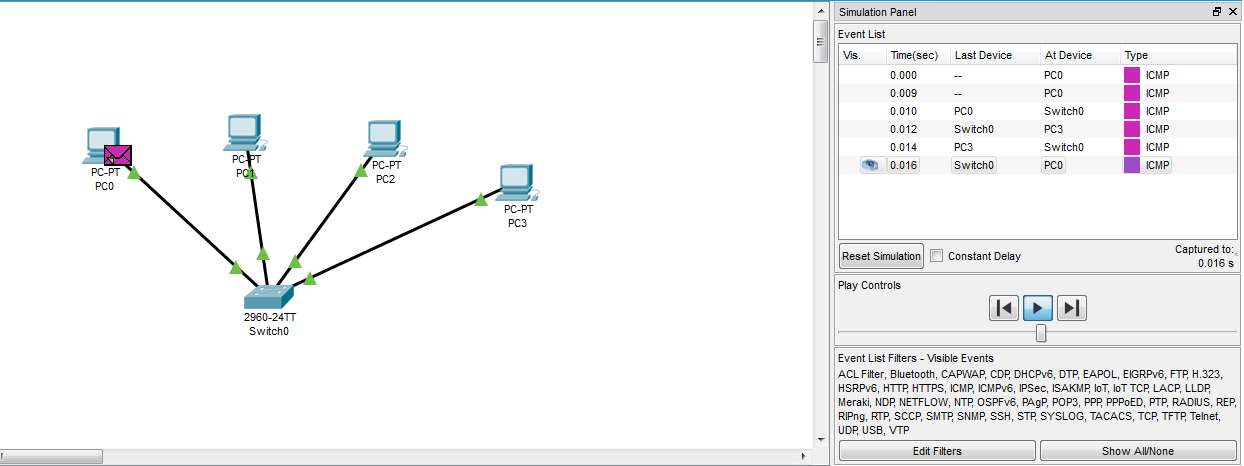 PC-PT
PC0
PC-PT
PC1
PC-PT
PC2
PC-PT
PC3
2960-24TT
Switch0
Simulation Panel
Event List
Vis. Time(sec) Last Device At Device Type
0.000 -- PC0 ICMP
0.009 -- PC0 ICMP
0.010 PC0 Switch0 ICMP
0.012 Switch0 PC3 ICMP
0.014 PC3 Switch0 ICMP
0.016 Switch0 PC0 ICMP
Reset Simulation Constant Delay Captured to:
0.016 s
Play Controls
Event List Filters - Visible Events
ACL Filter, Bluetooth, CAPWAP, CDP, DHCPv6, DTP, EAPOL, EIGRPv6, FTP, H.323,
HSRPv6, HTTP, HTTPS, ICMP, ICMPv6, IPSec, ISAKMP, IoT, IoT TCP, LACP, LLDP,
Meraki, NDP, NETFLOW, NTP, OSPFv6, PAgP, POP3, PPP, PPPoED, PTP, RADIUS, REP,
RIPng, RTP, SCCP, SMTP, SNMP, SSH, STP, SYSLOG, TACACS, TCP, TFTP, Telnet,
UDP, USB, VTP
Edit Filters Show All/None